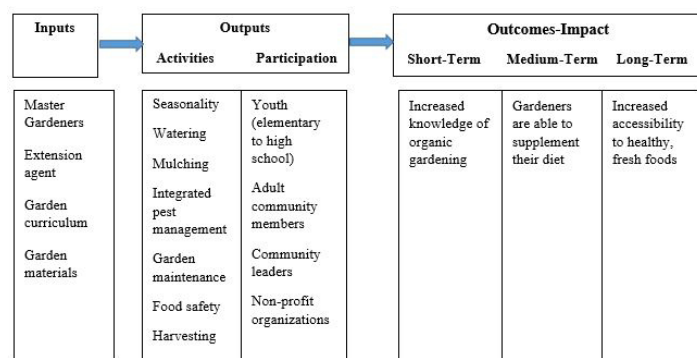 Inputs
Outputs
Activities
Participation
Outcomes-Impact
Short-Term
Medium-Term
Long-Term
Master
Gardeners
Extension
agent
Garden
curriculum
Garden
materials
Seasonality
Watering
Mulching
Integrated
pest
management
Garden
maintenance
Food safety
Harvesting
Youth
(elementary
to high
school)
Adult
community
members
Community
leaders
Non-profit
organizations
Increased
knowledge of
organic
gardening
Gardeners
are able to
supplement
their diet
Increased
accessibility
to healthy,
fresh foods